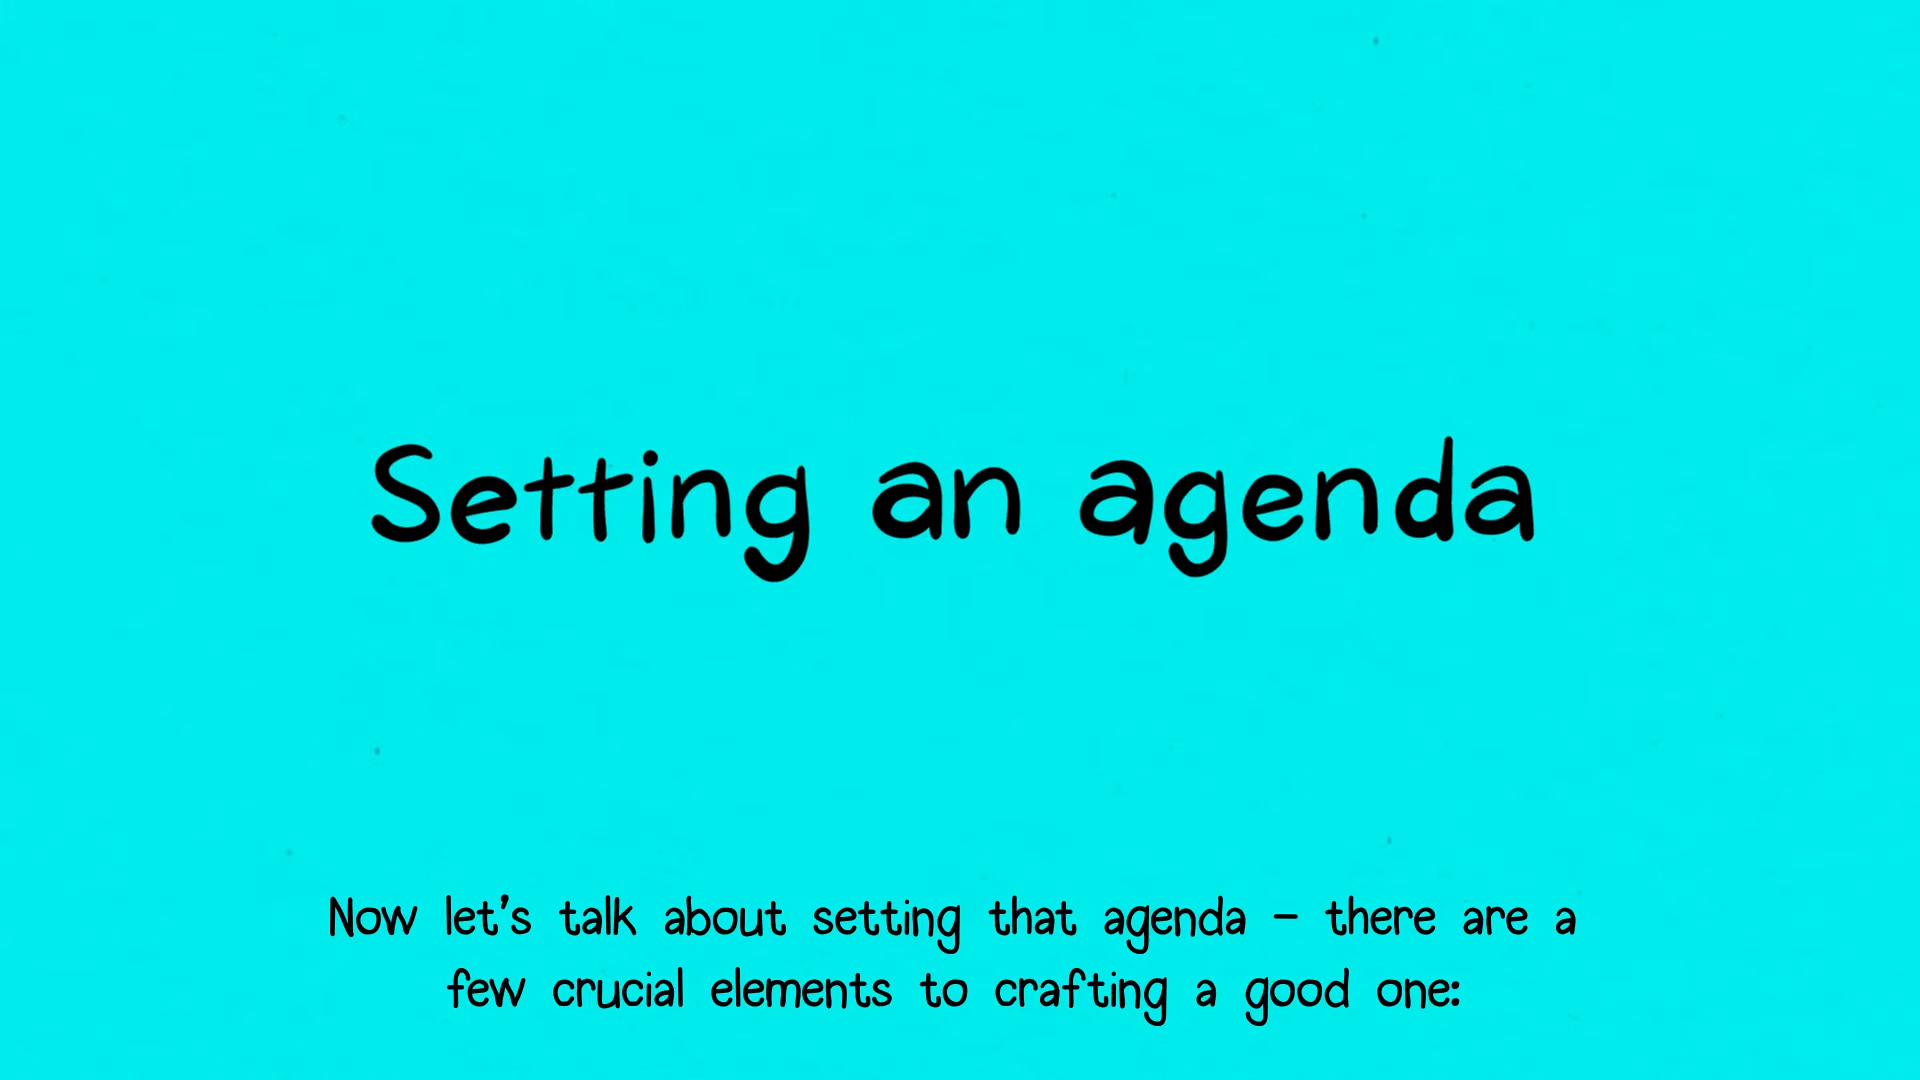 Setting an agenda
Now let's talk about setting that agenda – there are a
few crucial elements to crafting a good one: